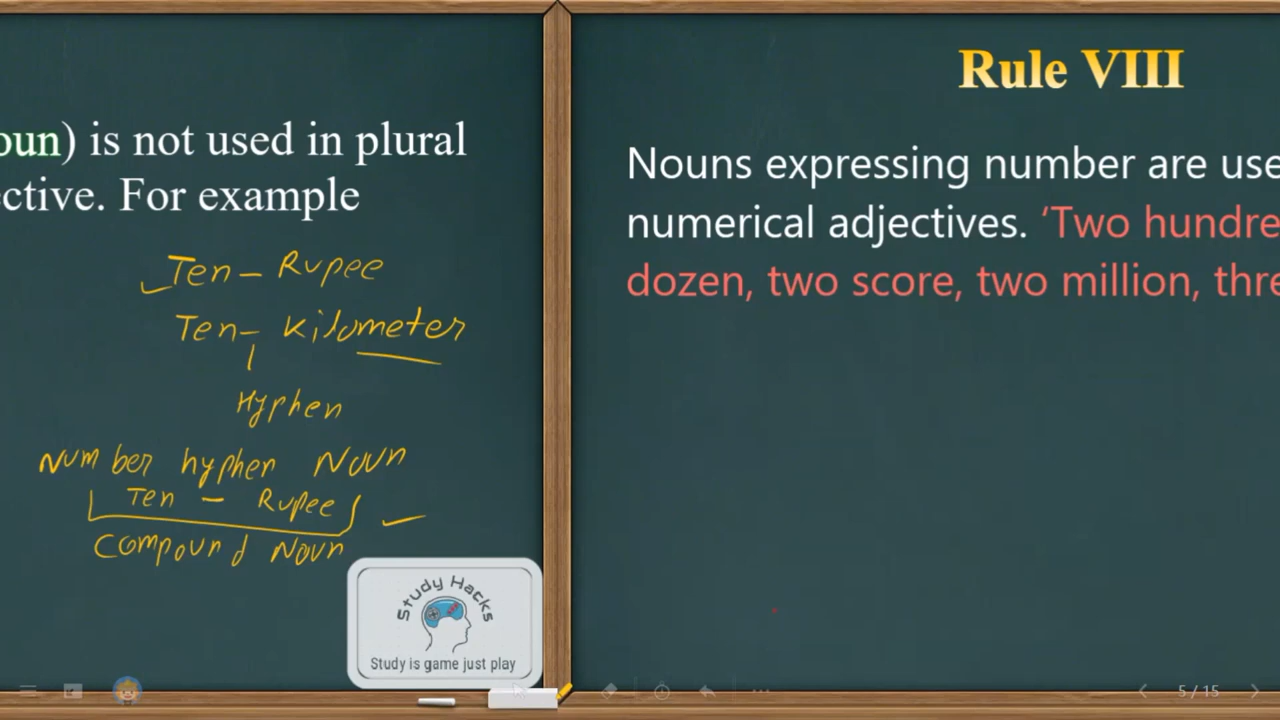 oun) is not used in plural
ective. For example
Ten - Rupee
Ten - Kilometer
Hyphen
Number hyphen Noun
Ten - Rupee
Compound Noun
Study Hacks
Study is game just play
Rule VIII
Nouns expressing number are use
numerical adjectives. ‘Two hundre
dozen, two score, two million, thre
5 / 15